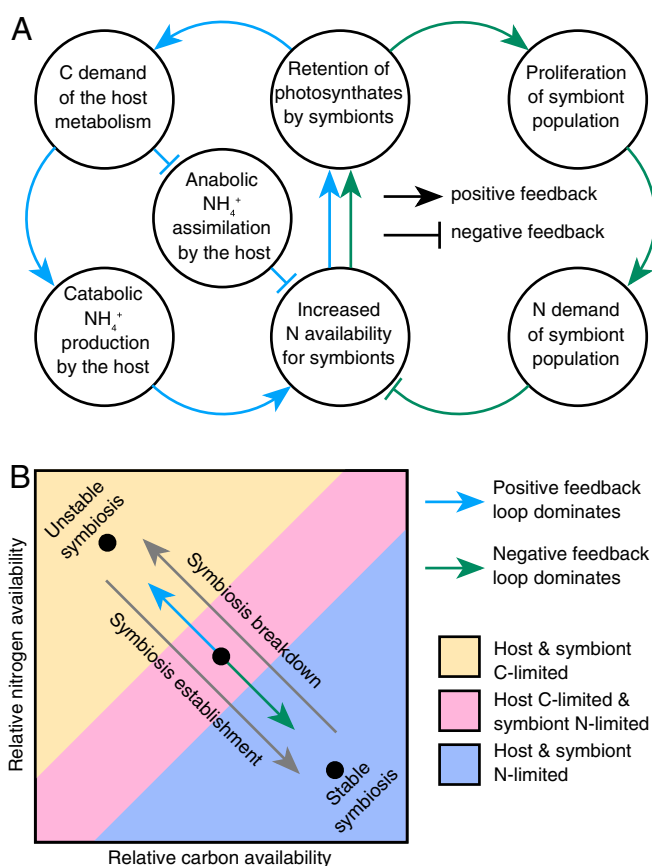 A
C demand
of the host
metabolism
Retention of
photosynthates
by symbionts
Proliferation
of symbiont
population
Anabolic
NH₄⁺
assimilation
by the host
positive feedback
negative feedback
Catabolic
NH₄⁺
production
by the host
Increased
N availability
for symbionts
N demand
of symbiont
population
B
Relative nitrogen availability
Unstable
symbiosis
Symbiosis breakdown
Symbiosis establishment
Stable
symbiosis
Relative carbon availability
Positive feedback
loop dominates
Negative feedback
loop dominates
Host & symbiont
C-limited
Host C-limited &
symbiont N-limited
Host & symbiont
N-limited